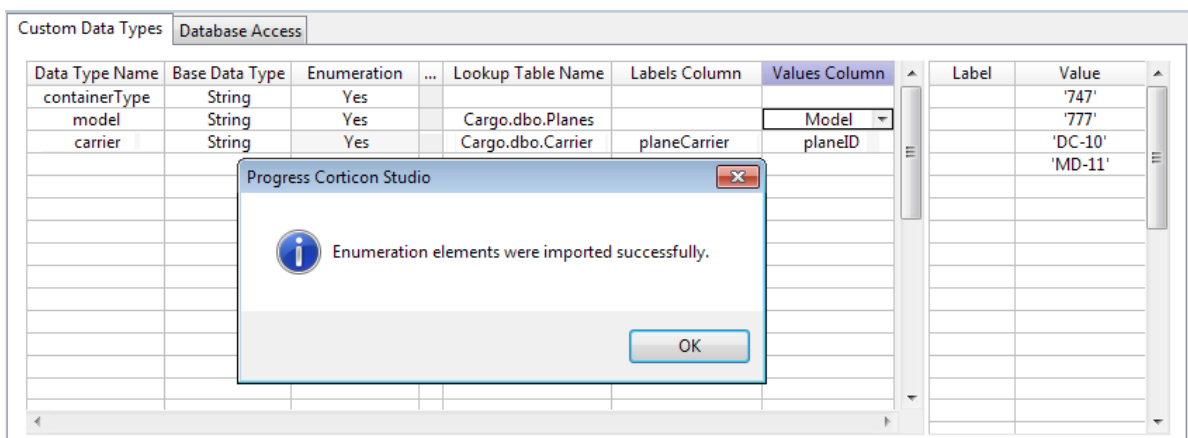 Custom Data Types Database Access
Data Type Name Base Data Type Enumeration ... Lookup Table Name Labels Column Values Column Label Value
containerType String Yes '747'
model String Yes Cargo.dbo.Planes Model '777'
carrier String Yes Cargo.dbo.Carrier planeCarrier planeID 'DC-10'
'MD-11'
Progress Corticon Studio
Enumeration elements were imported successfully.
OK